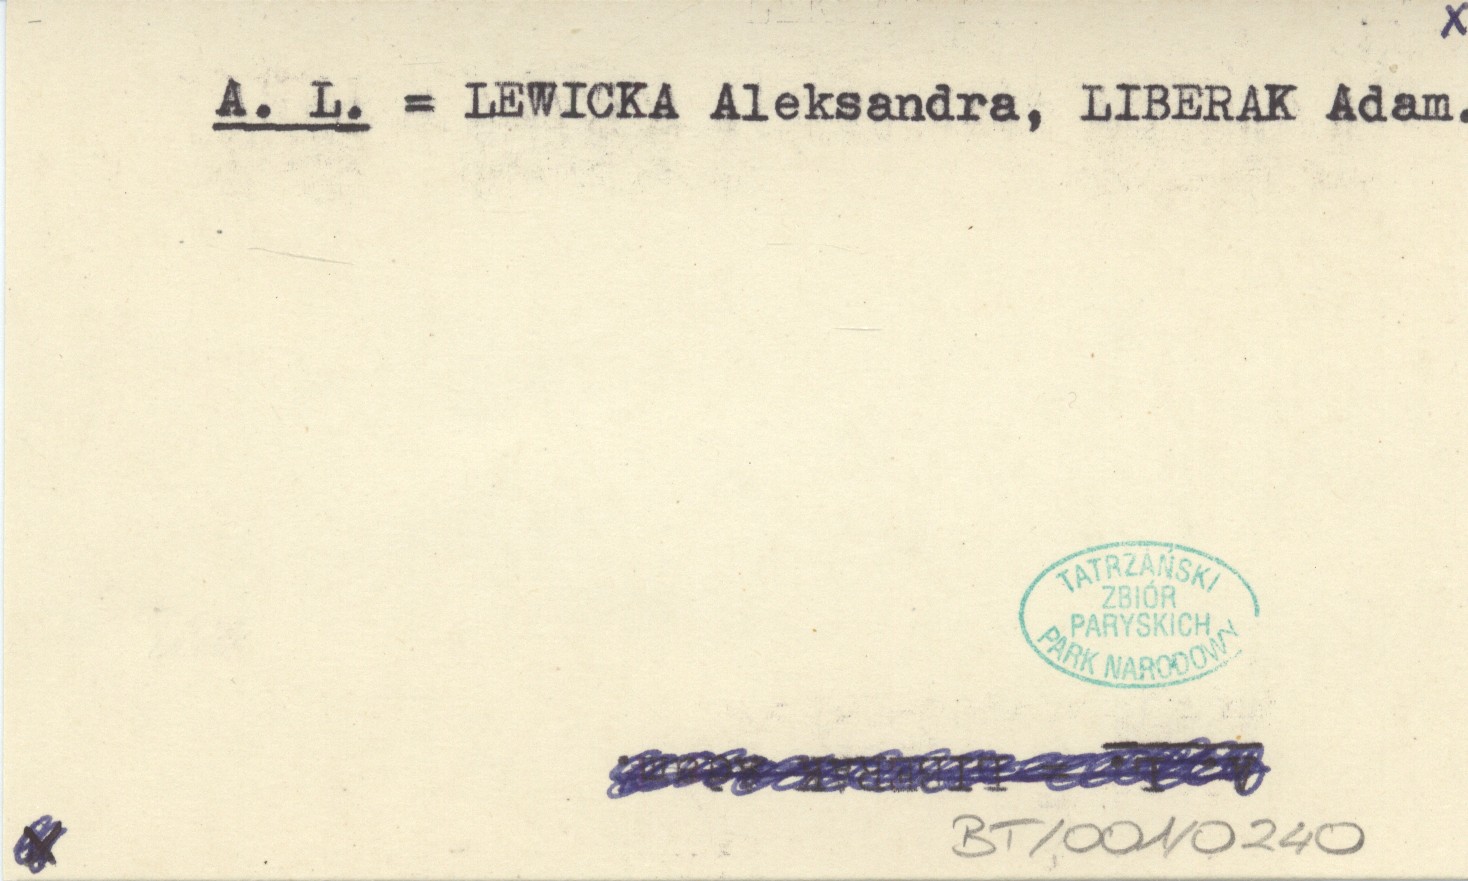 x
A. L. = LEWICKA Aleksandra, LIBERAK Adam.
TATRZAŃSKI
ZBIÓR
PARYSKICH
PARK NARODOWY
BT/001/0240
x